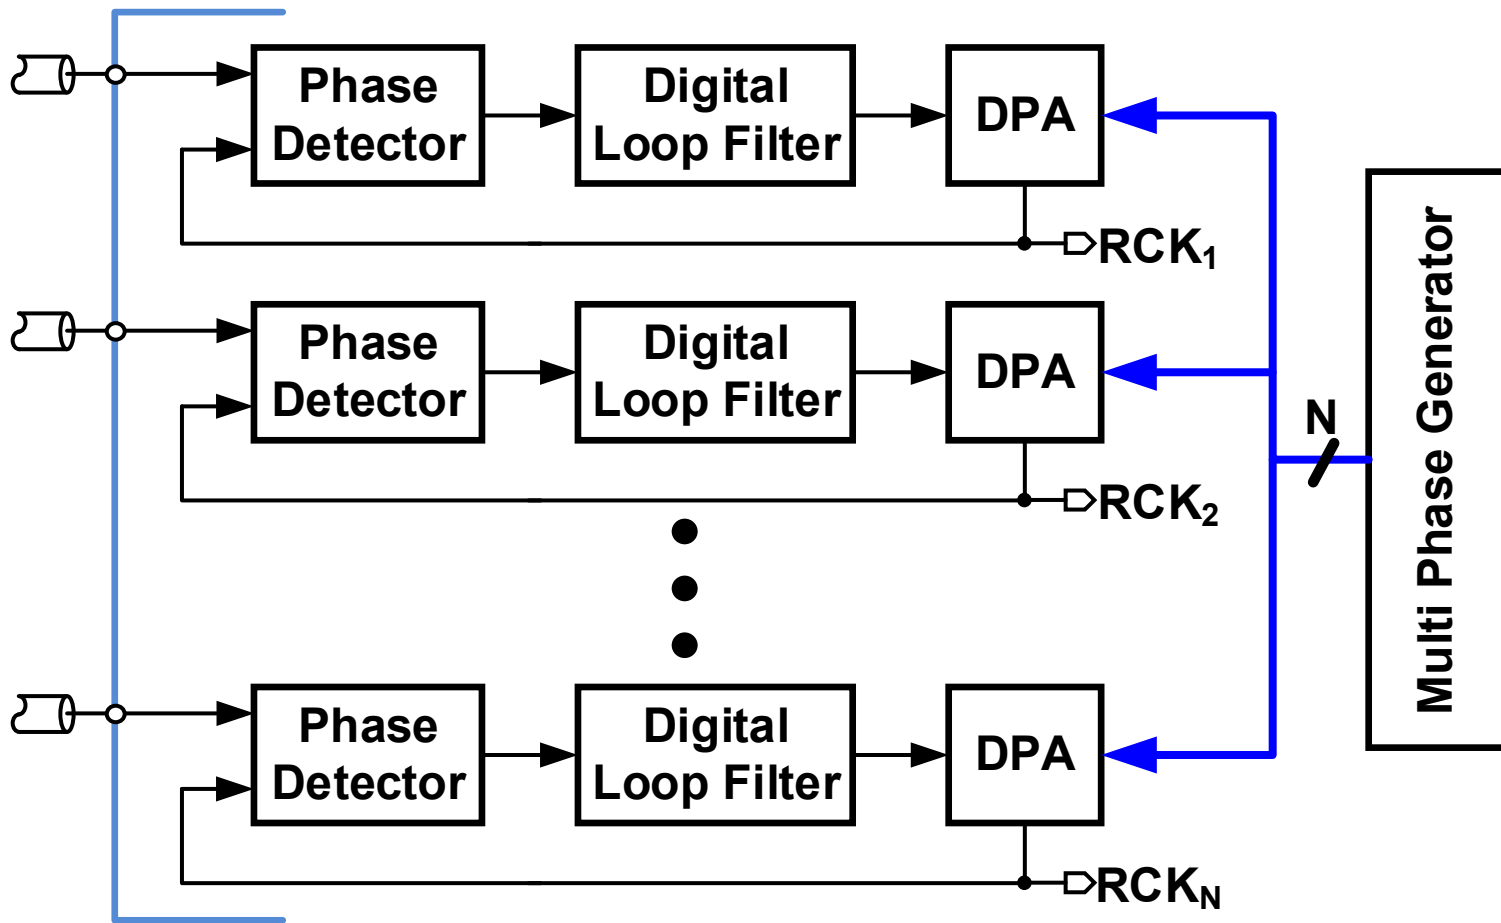 Phase
Detector
Digital
Loop Filter
DPA
RCK₁
Phase
Detector
Digital
Loop Filter
DPA
RCK₂
N
Multi Phase Generator
Phase
Detector
Digital
Loop Filter
DPA
RCK_N